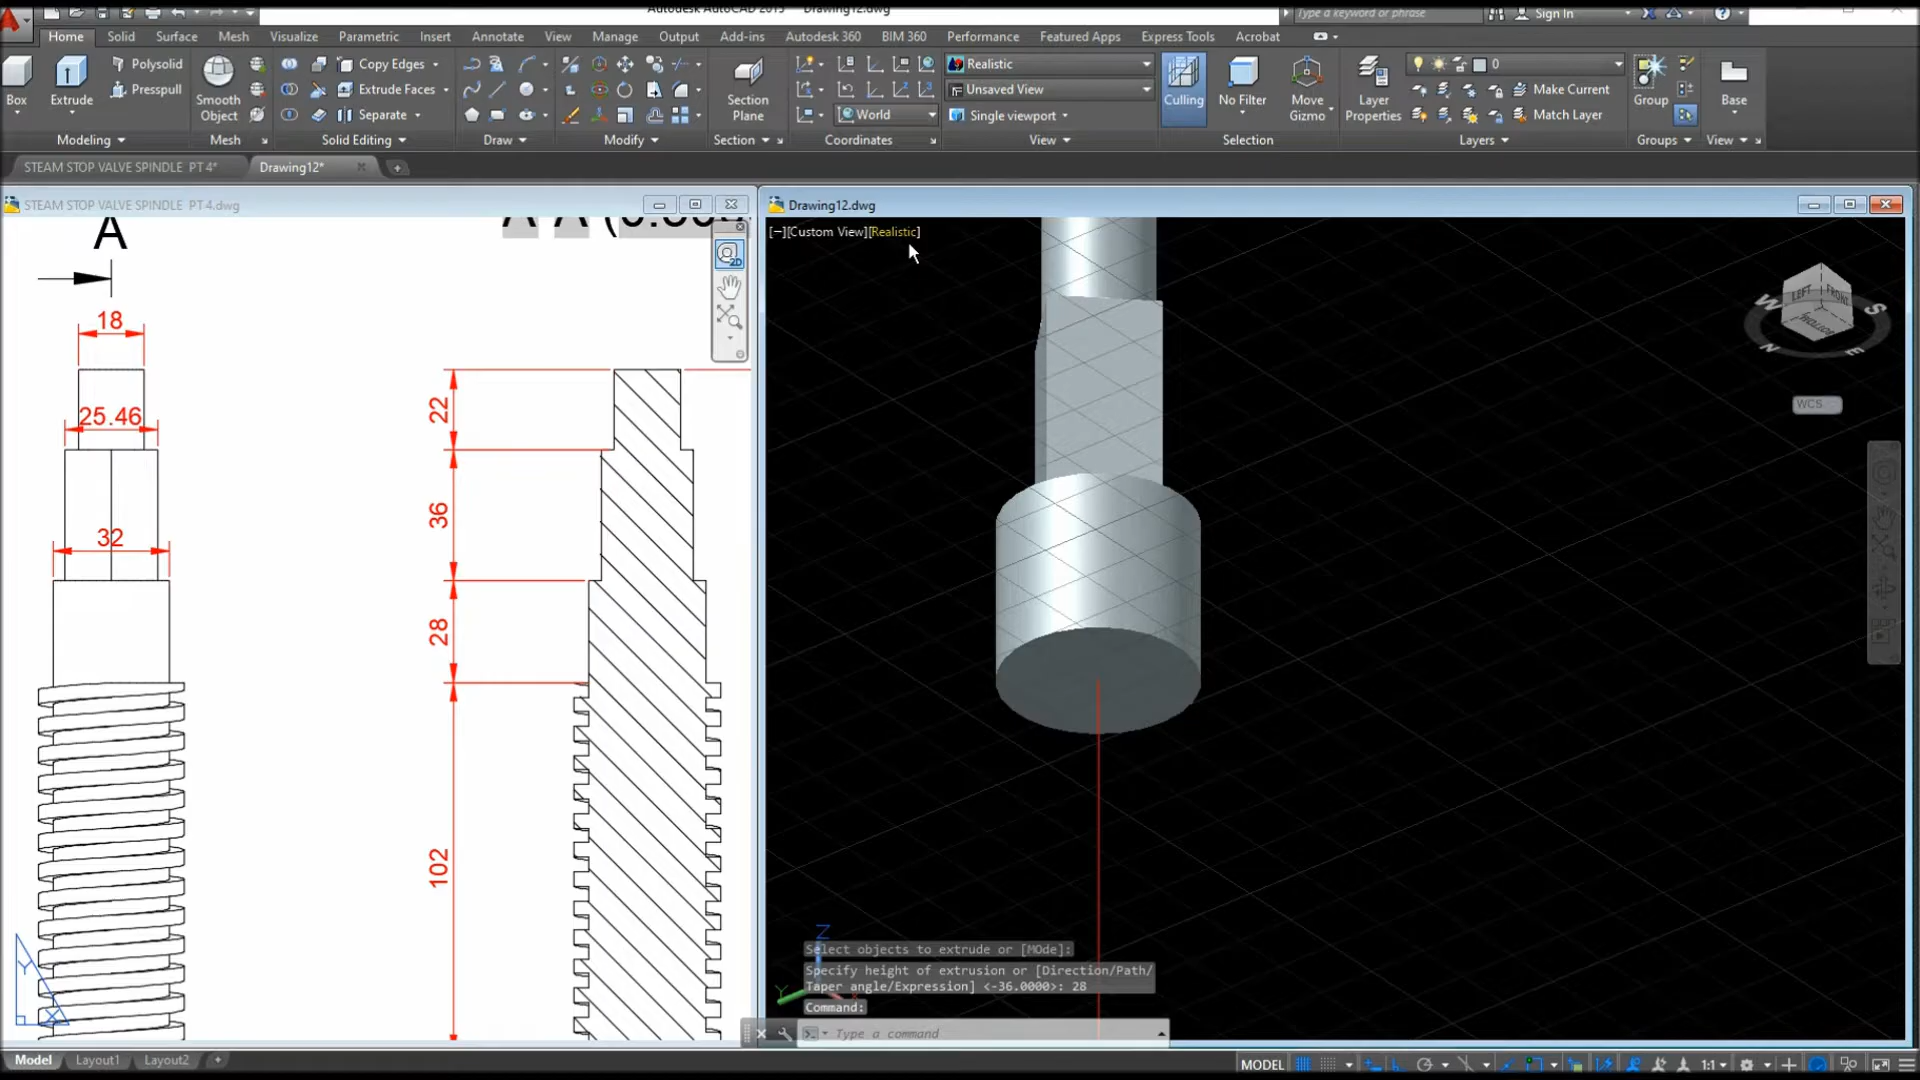 Autodesk AutoCAD 2015 Drawing12.dwg
Type a keyword or phrase
Sign In
Home Solid Surface Mesh Visualize Parametric Insert Annotate View Manage Output Add-ins Autodesk 360 BIM 360 Performance Featured Apps Express Tools Acrobat
Polysolid
Presspull
Box
Extrude
Smooth
Object
Copy Edges
Extrude Faces
Separate
Section
Plane
World
Realistic
Unsaved View
Single viewport
Culling
No Filter
Move
Gizmo
Layer
Properties
0
Make Current
Match Layer
Group
Base
Modeling Mesh Solid Editing Draw Modify Section Coordinates View Selection Layers Groups View
STEAM STOP VALVE SPINDLE PT 4* Drawing12*
STEAM STOP VALVE SPINDLE PT 4.dwg
Drawing12.dwg
[−][Custom View][Realistic]
A
2D
18
25.46
32
22
36
28
102
Y
X
LEFT
FRONT
BOTTOM
W
S
N
E
WCS
Z
Y
Select objects to extrude or [MOde]:
Specify height of extrusion or [Direction/Path/
Taper angle/Expression] <-36.0000>: 28
Command:
Type a command
Model Layout1 Layout2 +
MODEL
1:1